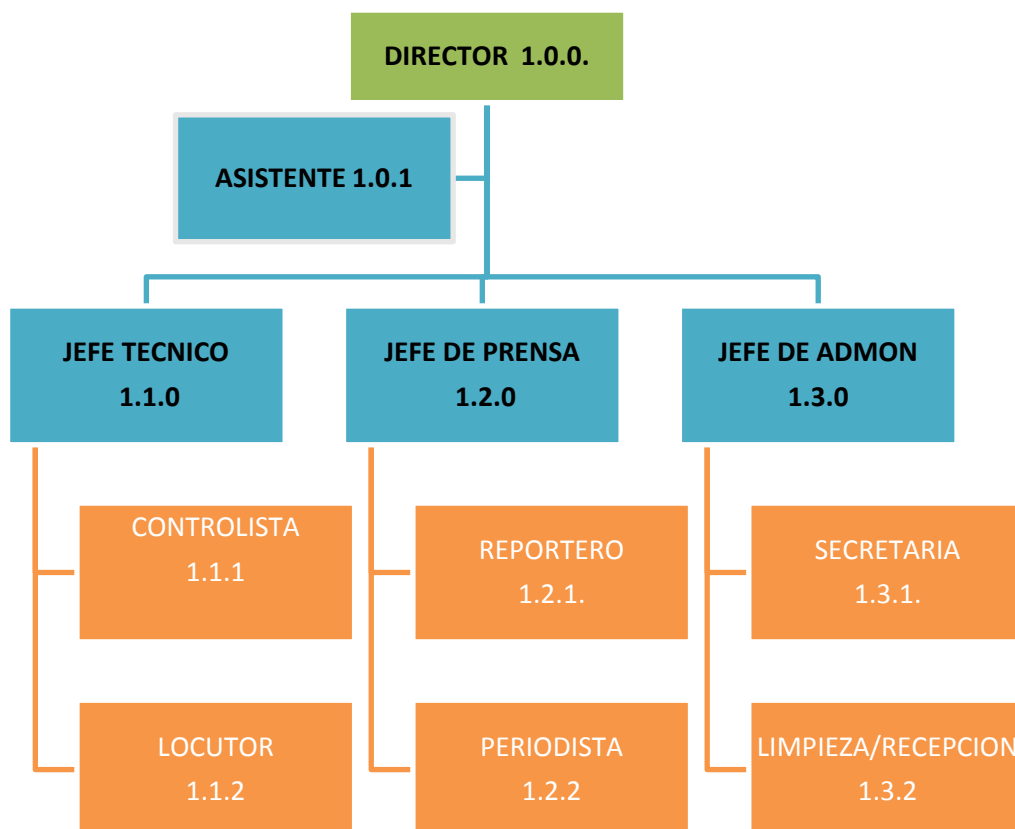 DIRECTOR 1.0.0.
ASISTENTE 1.0.1
JEFE TECNICO
1.1.0
JEFE DE PRENSA
1.2.0
JEFE DE ADMON
1.3.0
CONTROLISTA
1.1.1
REPORTERO
1.2.1.
SECRETARIA
1.3.1.
LOCUTOR
1.1.2
PERIODISTA
1.2.2
LIMPIEZA/RECEPCION
1.3.2